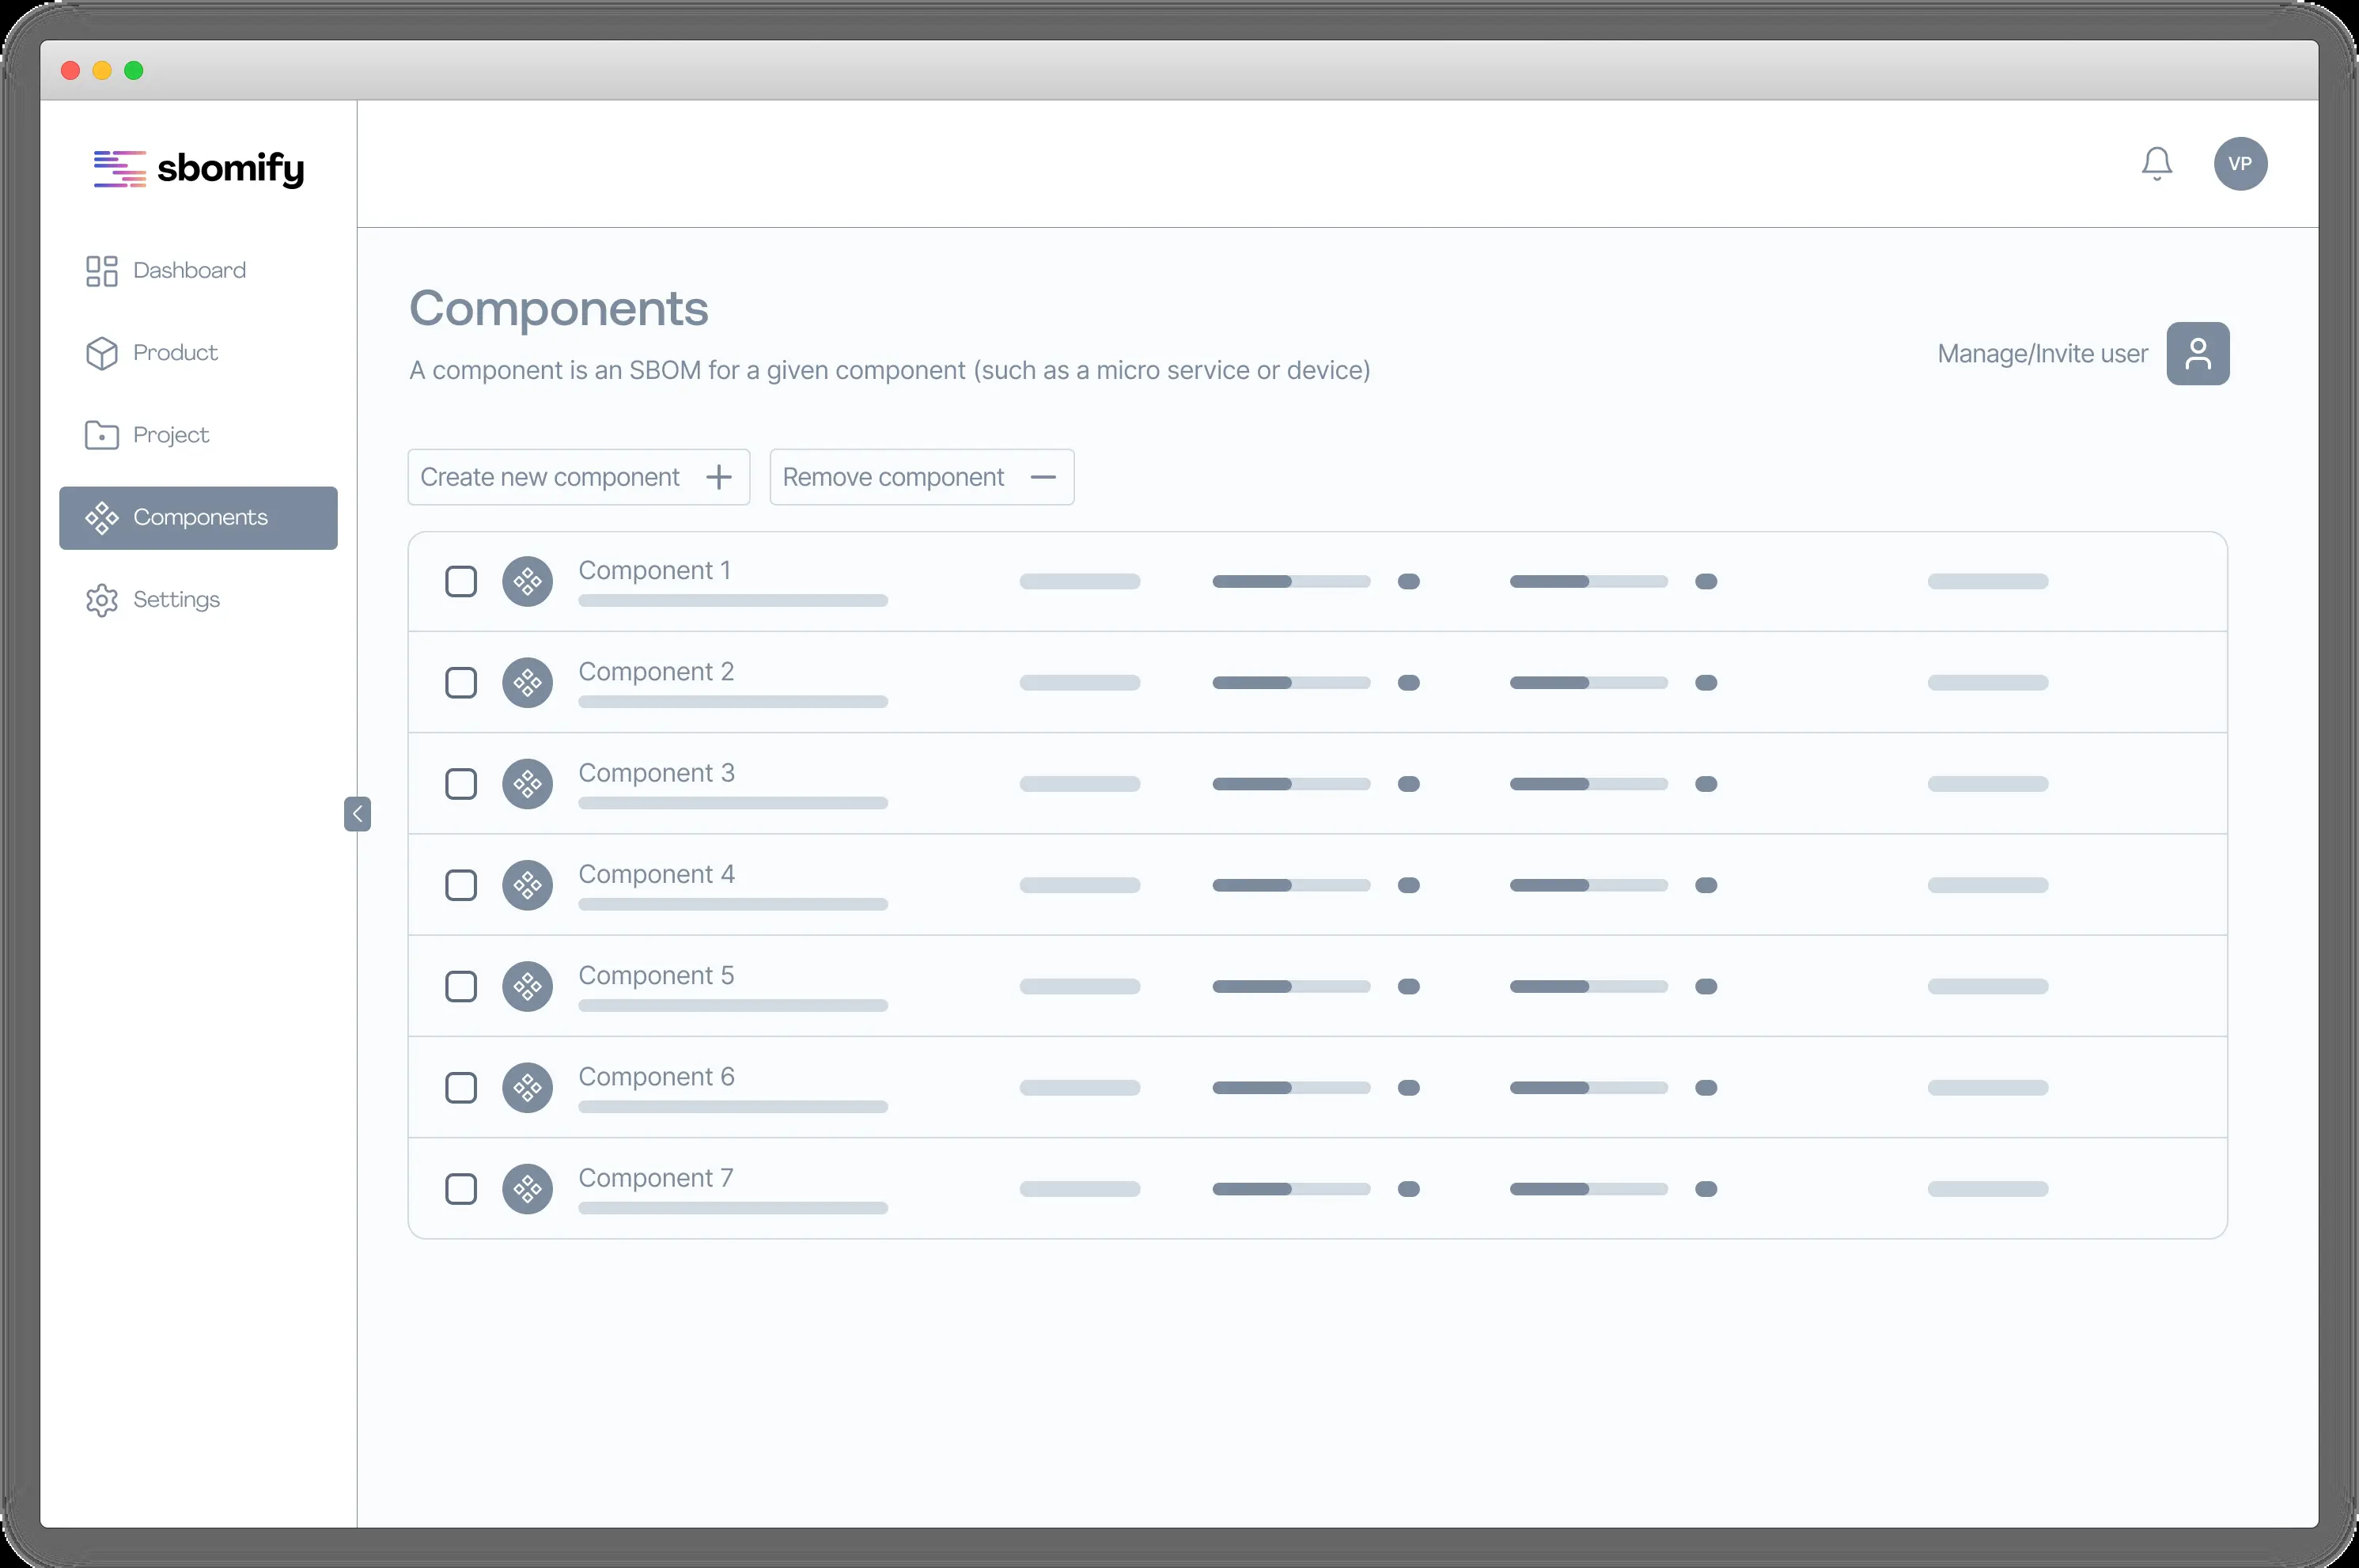 sbomify
VP
Dashboard
Product
Project
Components
Settings
Components
A component is an SBOM for a given component (such as a micro service or device)
Manage/Invite user
Create new component
Remove component
Component 1
Component 2
Component 3
Component 4
Component 5
Component 6
Component 7